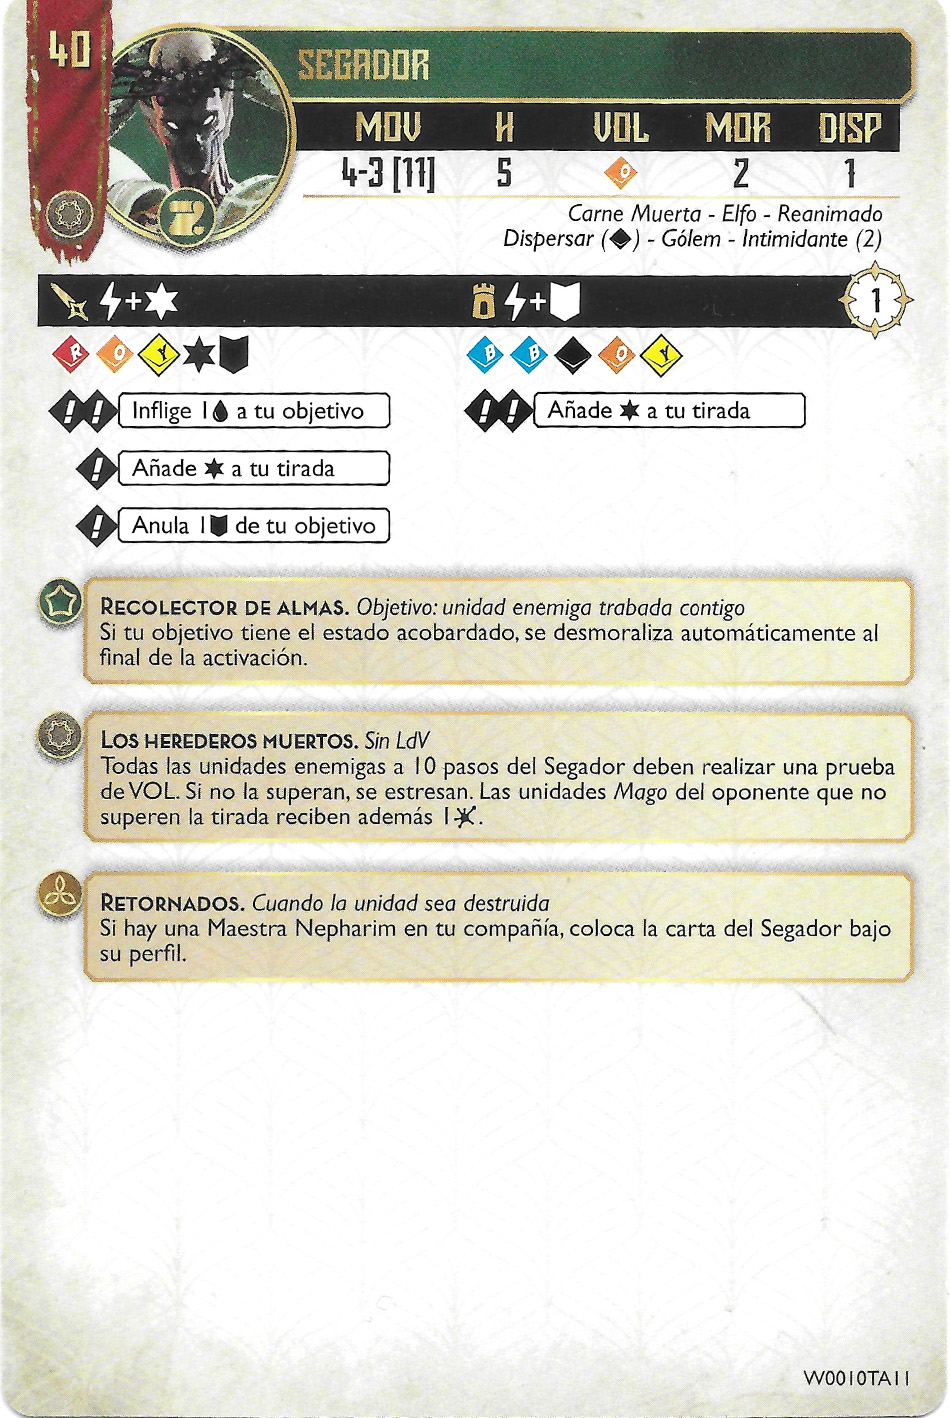 40
SEGADOR
MOV H VOL MOR DISP
4-3 [11] 5 O 2 1
Carne Muerta - Elfo - Reanimado
Dispersar (◆) - Gólem - Intimidante (2)
+ + 1
R O Y B B O Y
! ! Inflige 1 a tu objetivo ! ! Añade ✶ a tu tirada
! Añade ✶ a tu tirada
! Anula 1 de tu objetivo
RECOLECTOR DE ALMAS. Objetivo: unidad enemiga trabada contigo
Si tu objetivo tiene el estado acobardado, se desmoraliza automáticamente al
final de la activación.
LOS HEREDEROS MUERTOS. Sin LdV
Todas las unidades enemigas a 10 pasos del Segador deben realizar una prueba
de VOL. Si no la superan, se estresan. Las unidades Mago del oponente que no
superen la tirada reciben además 1.
RETORNADOS. Cuando la unidad sea destruida
Si hay una Maestra Nepharim en tu compañía, coloca la carta del Segador bajo
su perfil.
W0010TA11